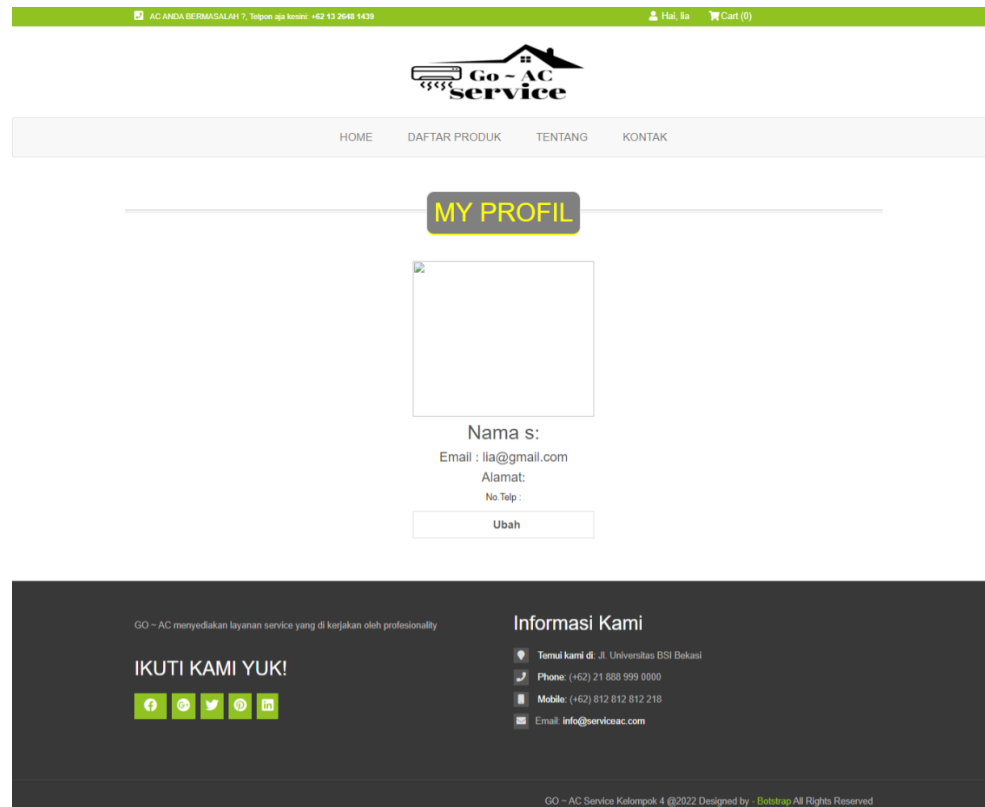 AC ANDA BERMASALAH ?, Telpon aja kesini: +62 13 2648 1439
Hai, lia
Cart (0)
Go ~ AC
service
HOME
DAFTAR PRODUK
TENTANG
KONTAK
MY PROFIL
Nama s:
Email : lia@gmail.com
Alamat:
No.Telp :
Ubah
GO ~ AC menyediakan layanan service yang di kerjakan oleh profesionality
IKUTI KAMI YUK!
Informasi Kami
Temui kami di: Jl. Universitas BSI Bekasi
Phone: (+62) 21 888 999 0000
Mobile: (+62) 812 812 812 218
Email: info@serviceac.com
GO ~ AC Service Kelompok 4 @2022 Designed by - Botstrap All Rights Reserved